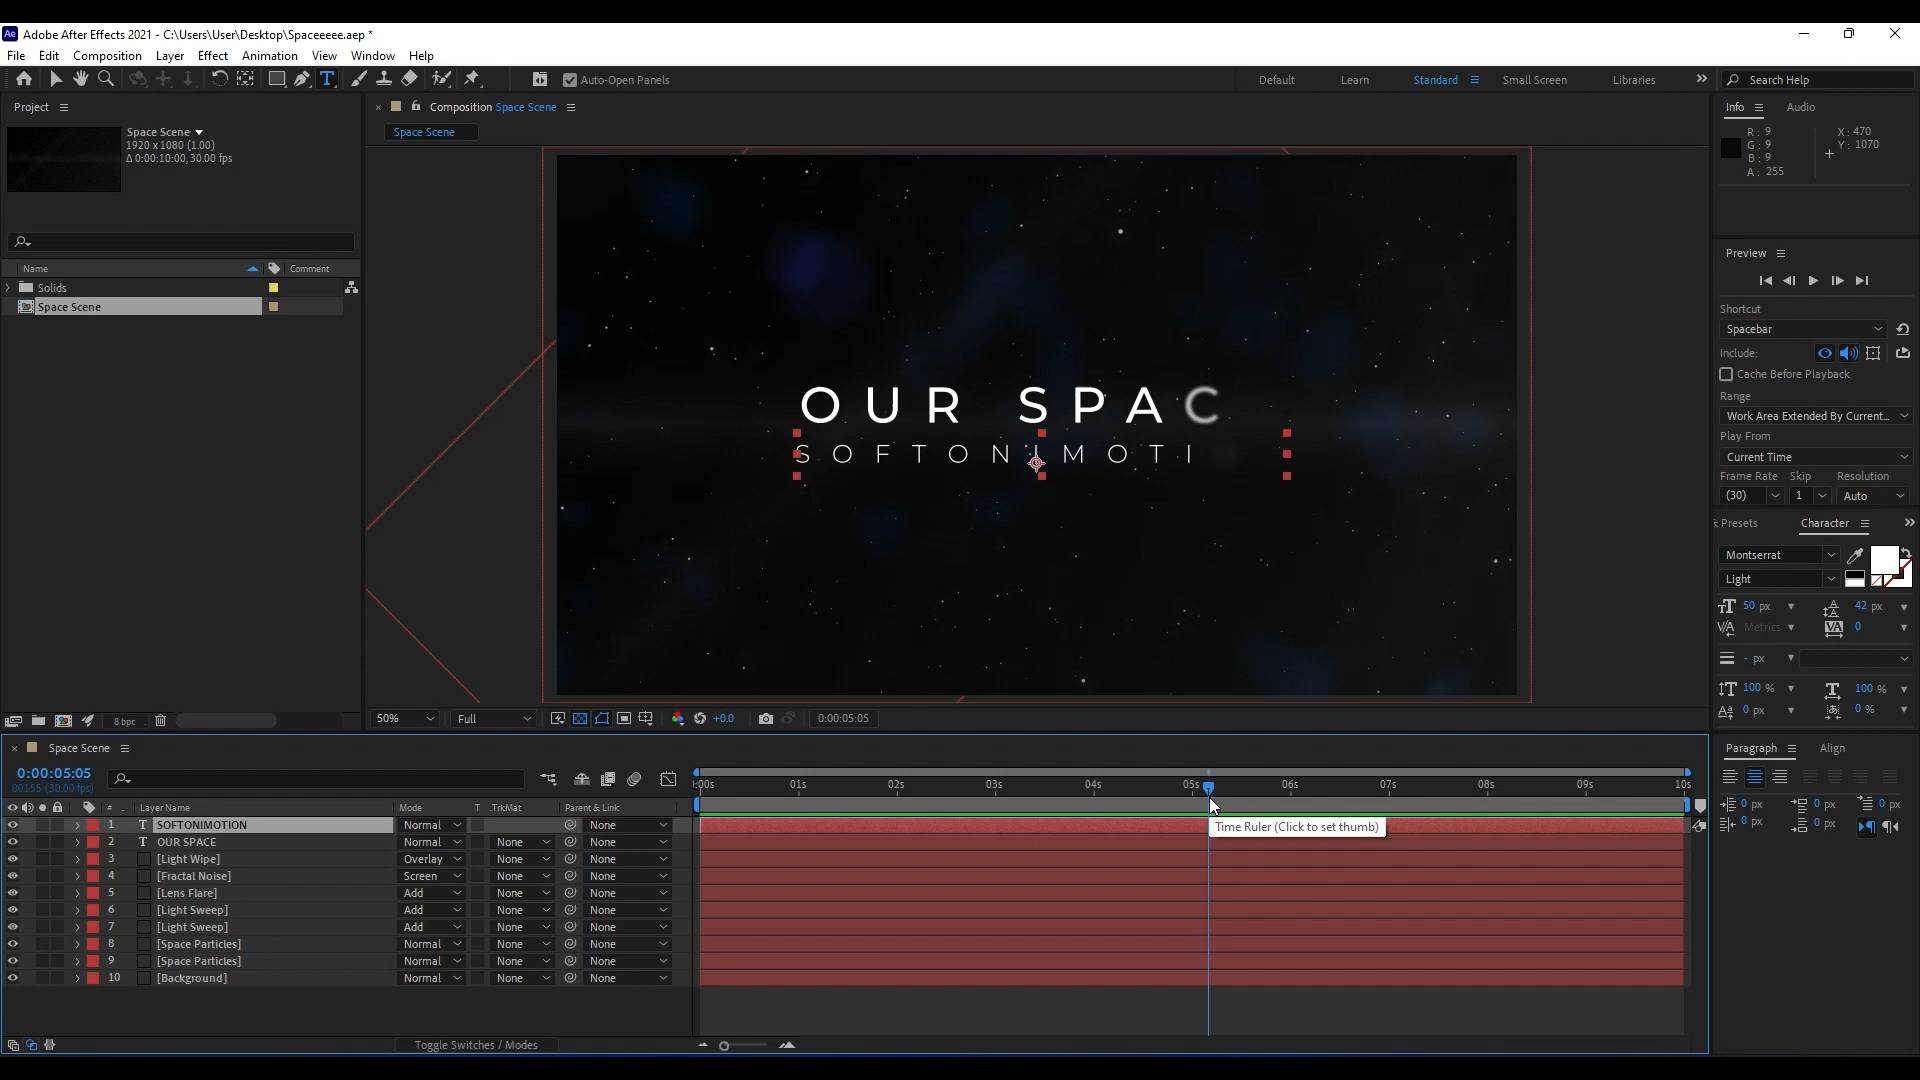 Ae Adobe After Effects 2021 - C:\Users\User\Desktop\Spaceeeee.aep *
File Edit Composition Layer Effect Animation View Window Help
Auto-Open Panels Default Learn Standard Small Screen Libraries Search Help
Project
Composition Space Scene
Info Audio
Space Scene
1920 x 1080 (1.00)
Δ 0:00:10:00, 30.00 fps
Space Scene
R: 9 X: 470
G: 9 Y: 1070
B: 9
A: 255
Name Comment
Solids
Space Scene
OUR SPAC
SOFTONIMOTI
Preview
Shortcut
Spacebar
Include:
Cache Before Playback
Range
Work Area Extended By Current...
Play From
Current Time
Frame Rate Skip Resolution
(30) 1 Auto
Presets Character
Montserrat
Light
50 px 42 px
Metrics 0
- px
100 % 100 %
0 px 0 %
8 bpc
50% Full +0.0 0:00:05:05
Space Scene
Paragraph Align
0:00:05:05
00155 (30.00 fps)
:00s 01s 02s 03s 04s 05s 06s 07s 08s 09s 10s
# Layer Name Mode T .TrkMat Parent & Link
1 T SOFTONIMOTION Normal None
2 T OUR SPACE Normal None None
3 [Light Wipe] Overlay None None
4 [Fractal Noise] Screen None None
5 [Lens Flare] Add None None
6 [Light Sweep] Add None None
7 [Light Sweep] Add None None
8 [Space Particles] Normal None None
9 [Space Particles] Normal None None
10 [Background] Normal None None
Time Ruler (Click to set thumb)
0 px 0 px 0 px
0 px 0 px
Toggle Switches / Modes